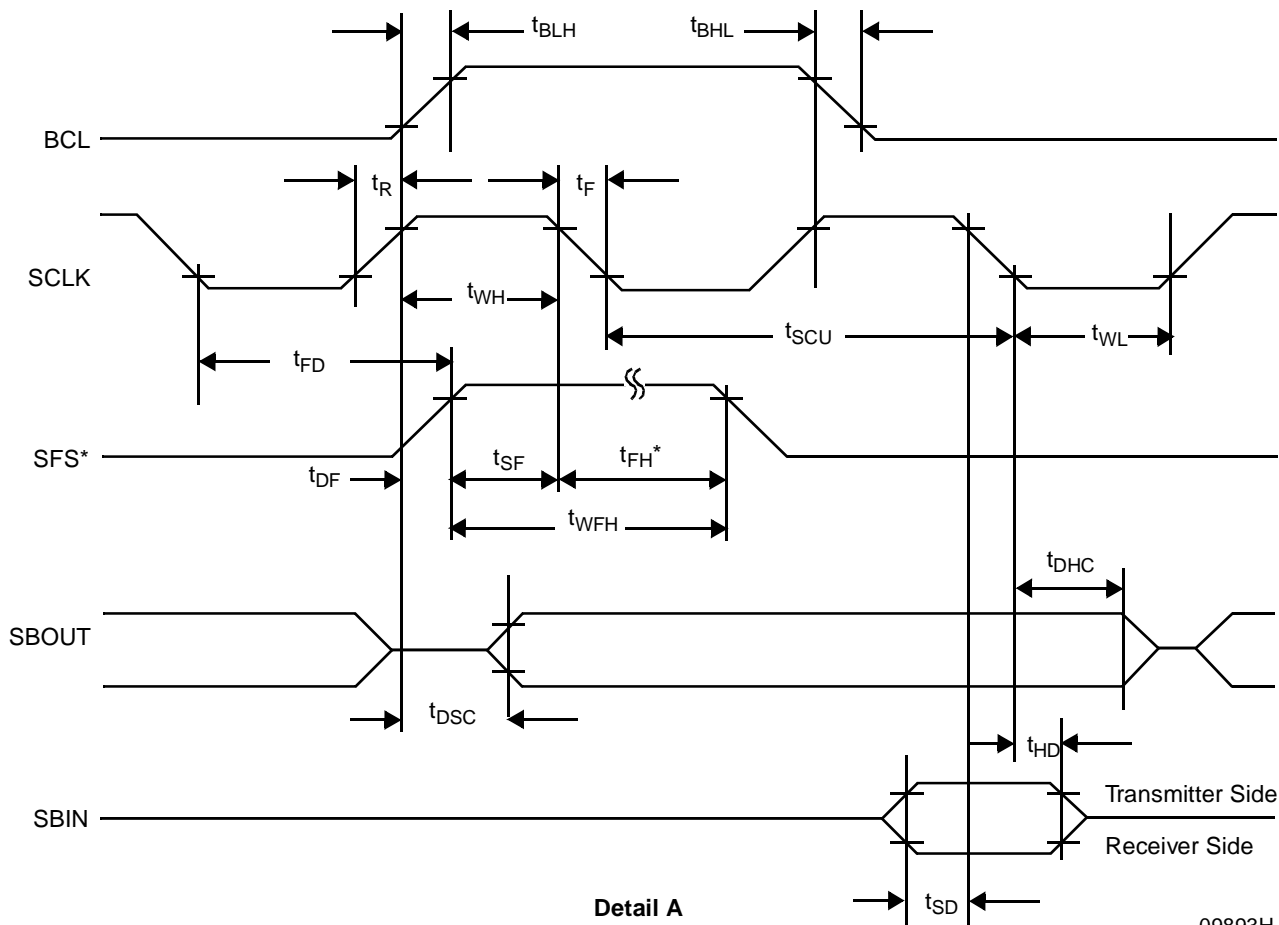 tBLH
tBHL
BCL
tR
tF
SCLK
tWH
tSCU
tWL
tFD
SFS*
tDF
tSF
tFH*
tWFH
tDHC
SBOUT
tDSC
tHD
SBIN
Transmitter Side
Receiver Side
Detail A
tSD
09893H